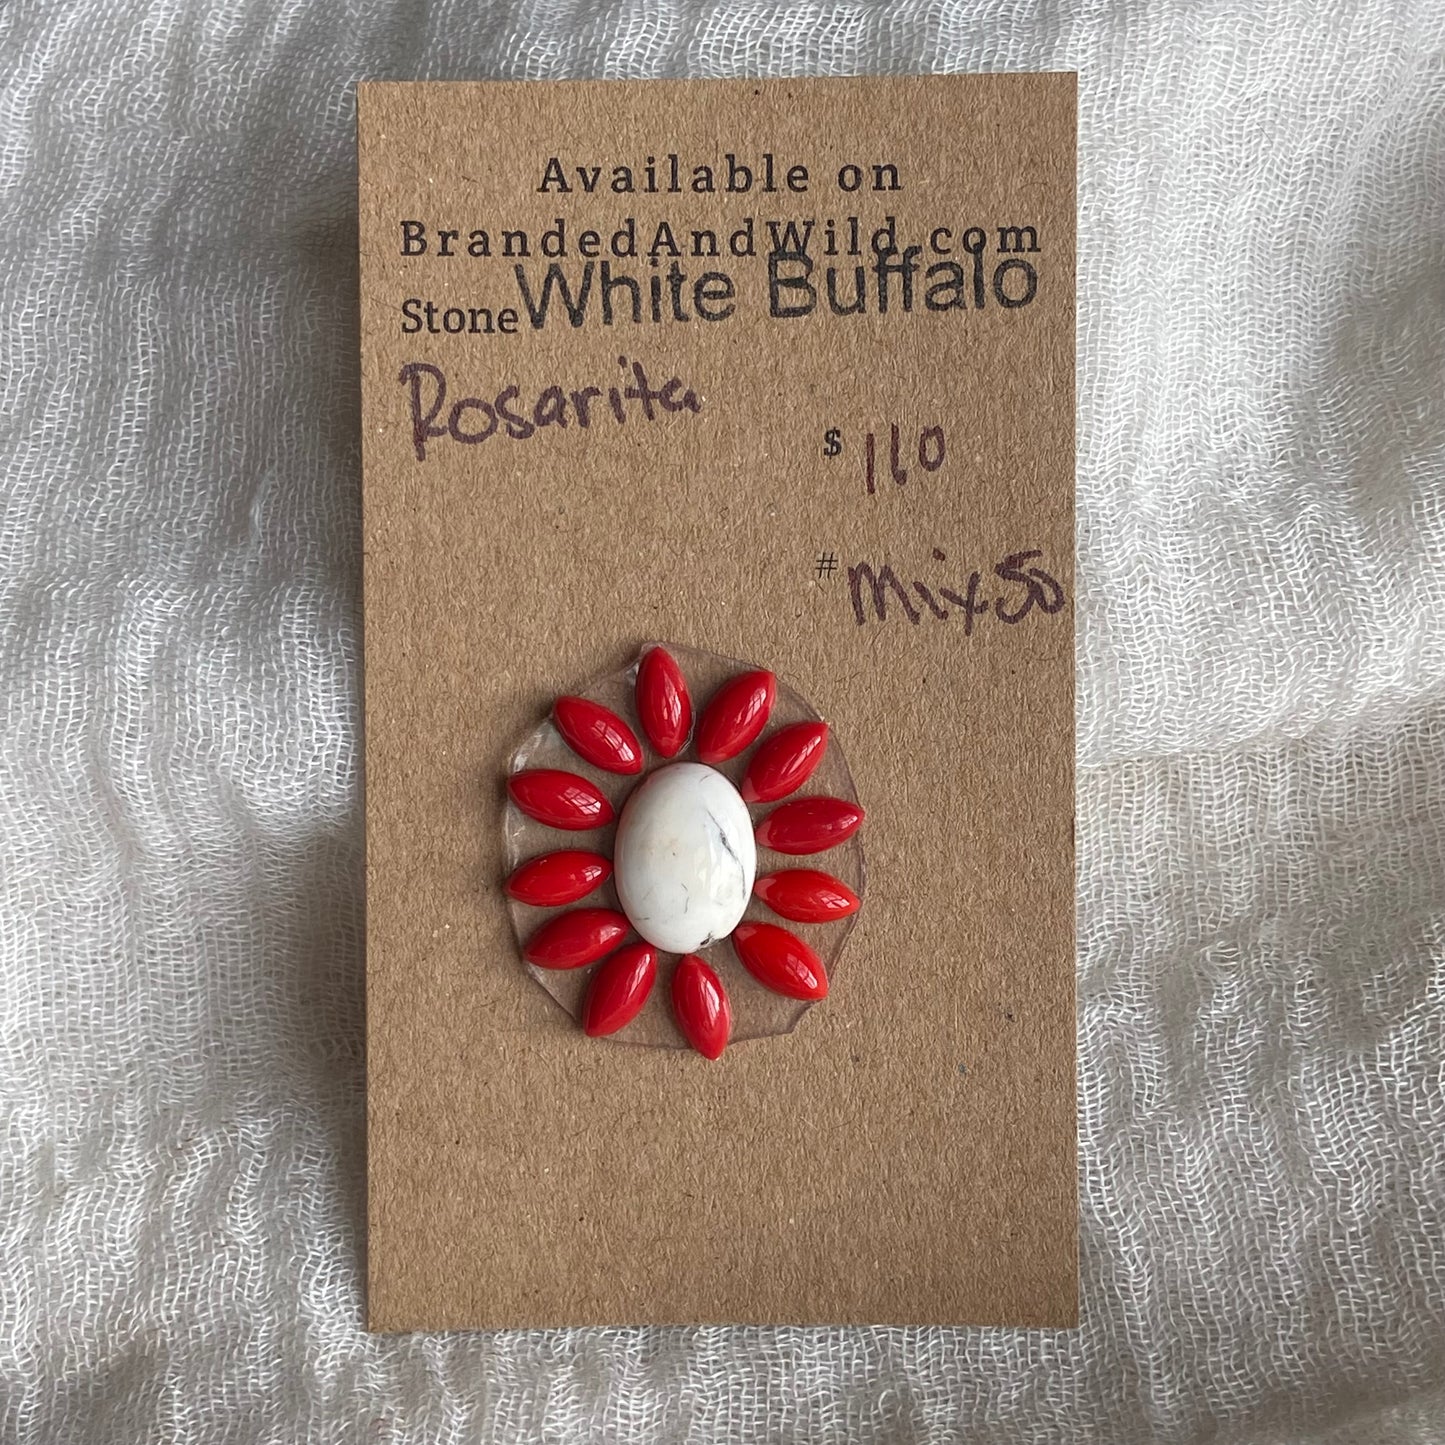 Available on
BrandedAndWild.com
Stone White Buffalo
Rosarita
$ 110
# Mix50